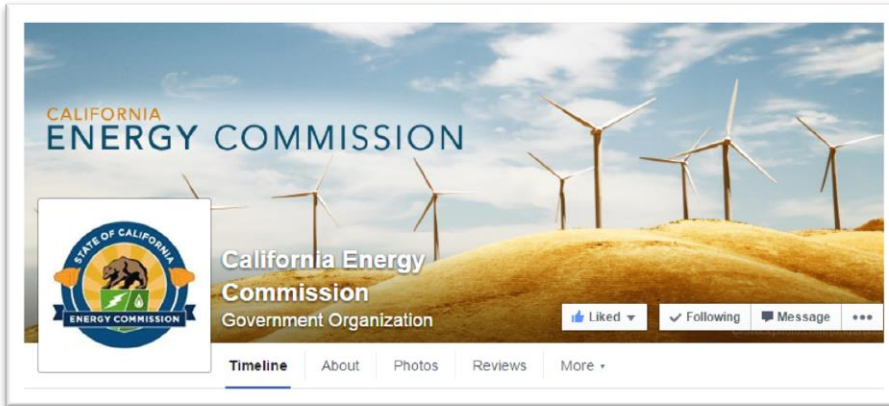 CALIFORNIA
ENERGY COMMISSION
STATE OF CALIFORNIA
ENERGY COMMISSION
California Energy
Commission
Government Organization
Liked
Following
Message
Timeline
About
Photos
Reviews
More